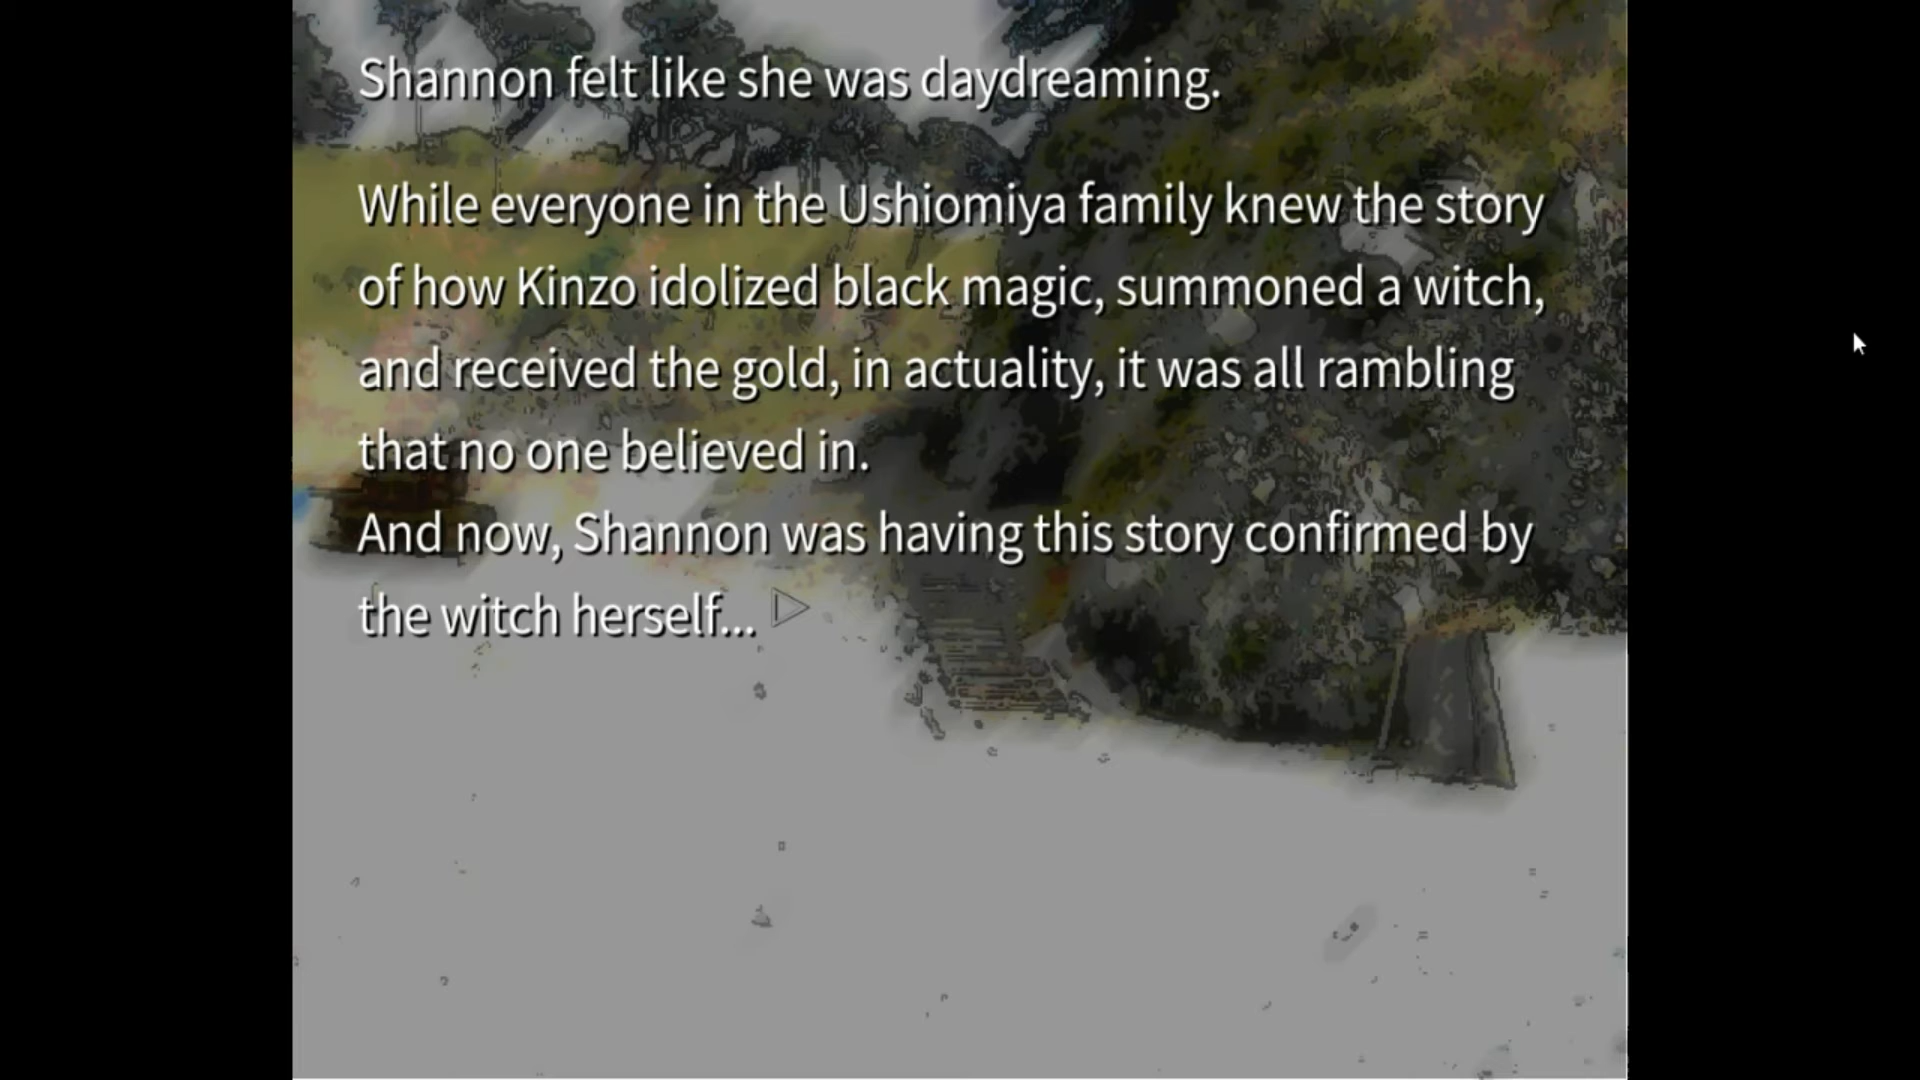 Shannon felt like she was daydreaming.
While everyone in the Ushiomiya family knew the story
of how Kinzo idolized black magic, summoned a witch,
and received the gold, in actuality, it was all rambling
that no one believed in.
And now, Shannon was having this story confirmed by
the witch herself...